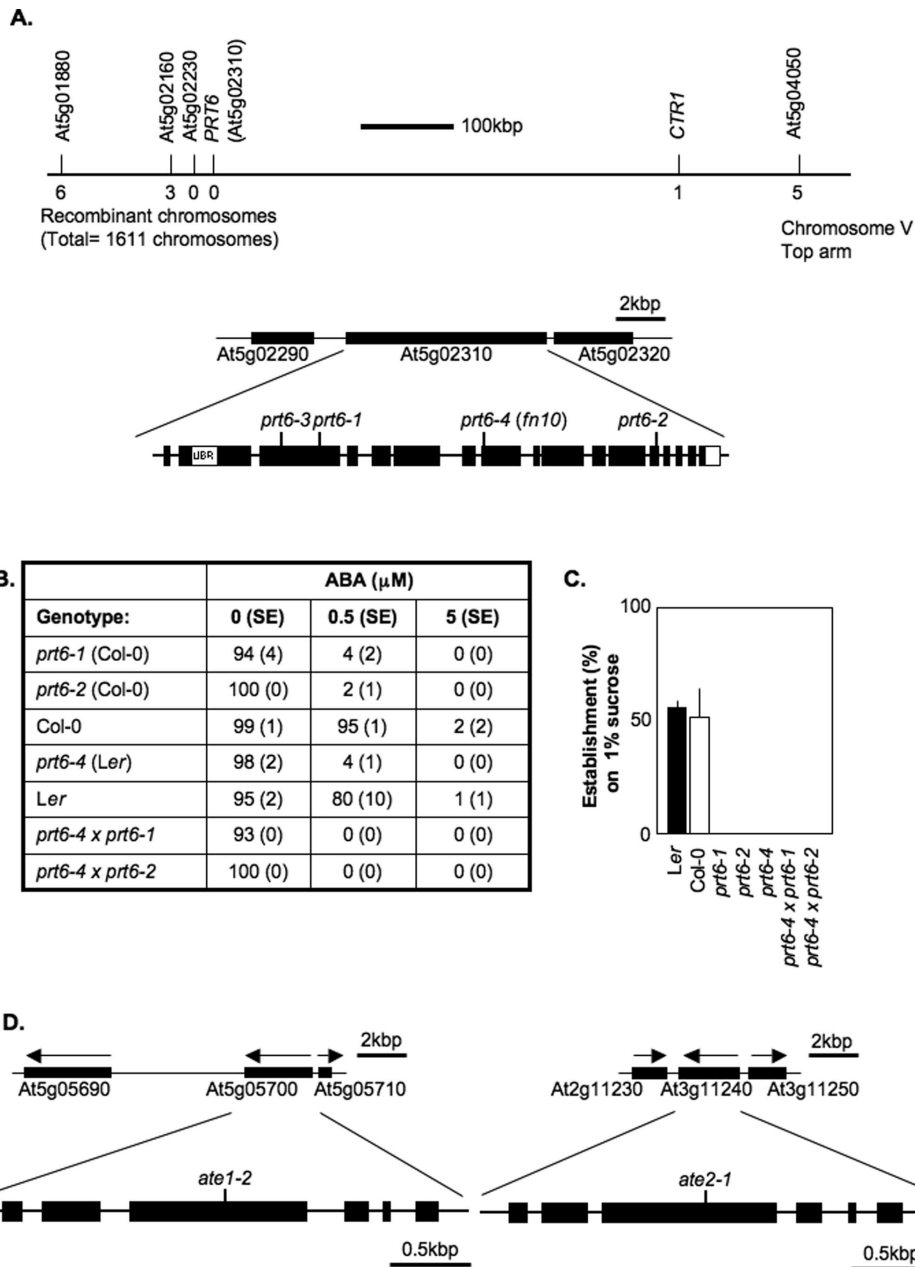 A.
At5g01880
At5g02160
At5g02230
PRT6
(At5g02310)
CTR1
At5g04050
100kbp
6 3 0 0 1 5
Recombinant chromosomes
(Total= 1611 chromosomes)
Chromosome V
Top arm
2kbp
At5g02290 At5g02310 At5g02320
prt6-3 prt6-1 prt6-4 (fn10) prt6-2
UBR
B.
ABA (µM)
Genotype: 0 (SE) 0.5 (SE) 5 (SE)
prt6-1 (Col-0) 94 (4) 4 (2) 0 (0)
prt6-2 (Col-0) 100 (0) 2 (1) 0 (0)
Col-0 99 (1) 95 (1) 2 (2)
prt6-4 (Ler) 98 (2) 4 (1) 0 (0)
Ler 95 (2) 80 (10) 1 (1)
prt6-4 x prt6-1 93 (0) 0 (0) 0 (0)
prt6-4 x prt6-2 100 (0) 0 (0) 0 (0)
C.
Establishment (%)
on 1% sucrose
100
50
0
Ler
Col-0
prt6-1
prt6-2
prt6-4
prt6-4 x prt6-1
prt6-4 x prt6-2
D.
2kbp
At5g05690 At5g05700 At5g05710
ate1-2
0.5kbp
2kbp
At2g11230 At3g11240 At3g11250
ate2-1
0.5kbp